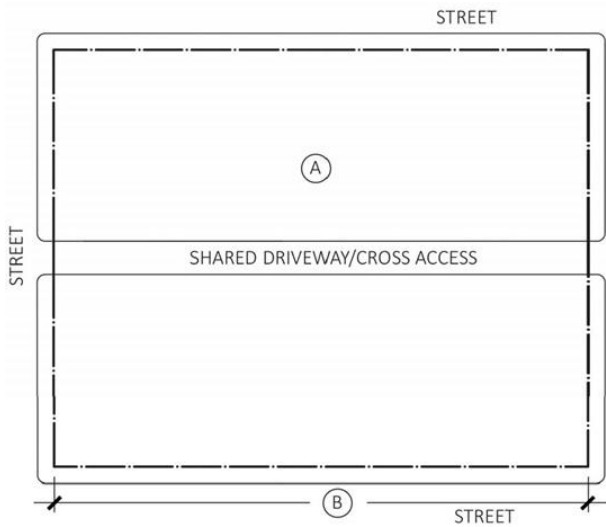 STREET
A
STREET
SHARED DRIVEWAY/CROSS ACCESS
B
STREET